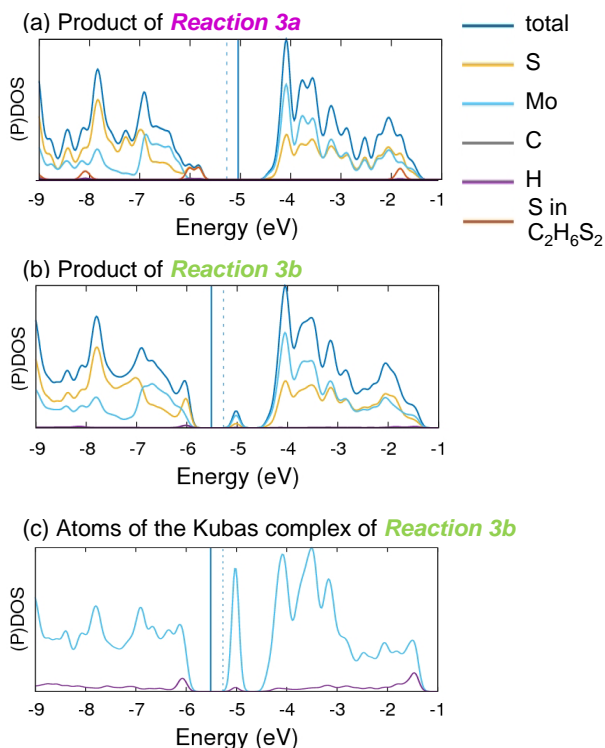 (a) Product of Reaction 3a
(P)DOS
-9 -8 -7 -6 -5 -4 -3 -2 -1
Energy (eV)
total
S
Mo
C
H
S in
C₂H₆S₂
(b) Product of Reaction 3b
(P)DOS
-9 -8 -7 -6 -5 -4 -3 -2 -1
Energy (eV)
(c) Atoms of the Kubas complex of Reaction 3b
(P)DOS
-9 -8 -7 -6 -5 -4 -3 -2 -1
Energy (eV)